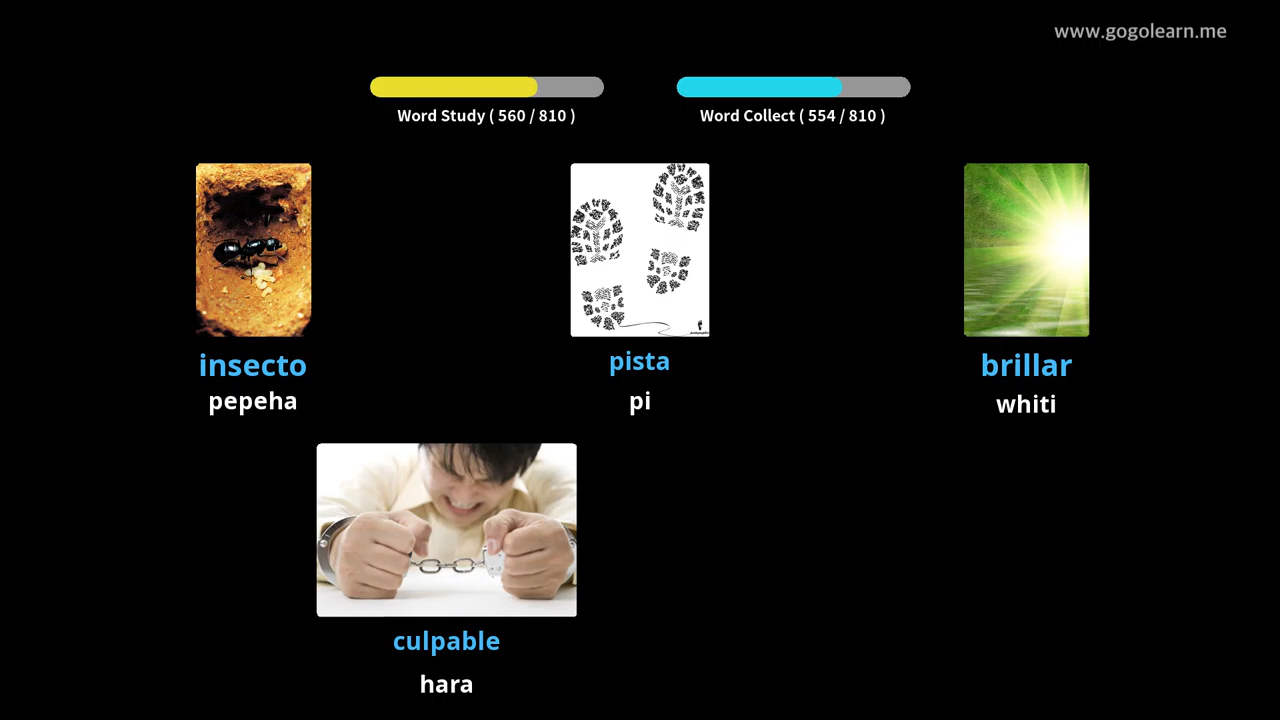 www.gogolearn.me
Word Study ( 560 / 810 )
Word Collect ( 554 / 810 )
insecto
pepeha
pista
pi
brillar
whiti
culpable
hara